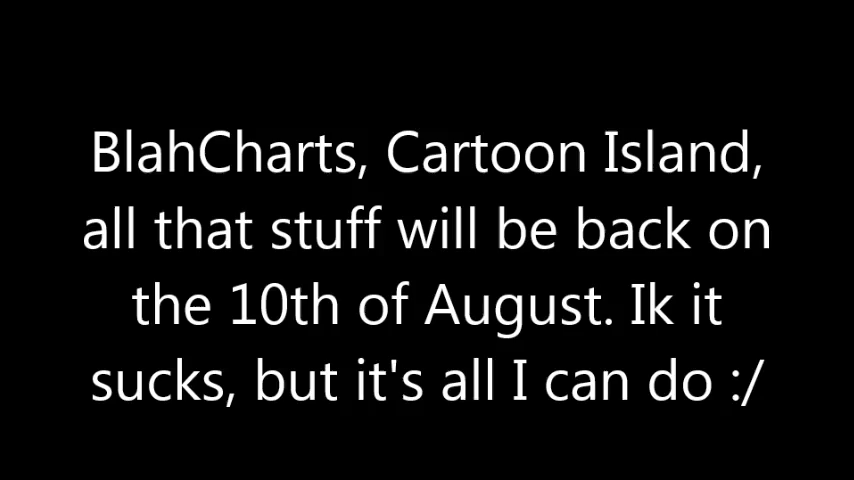 BlahCharts, Cartoon Island,
all that stuff will be back on
the 10th of August. Ik it
sucks, but it's all I can do :/